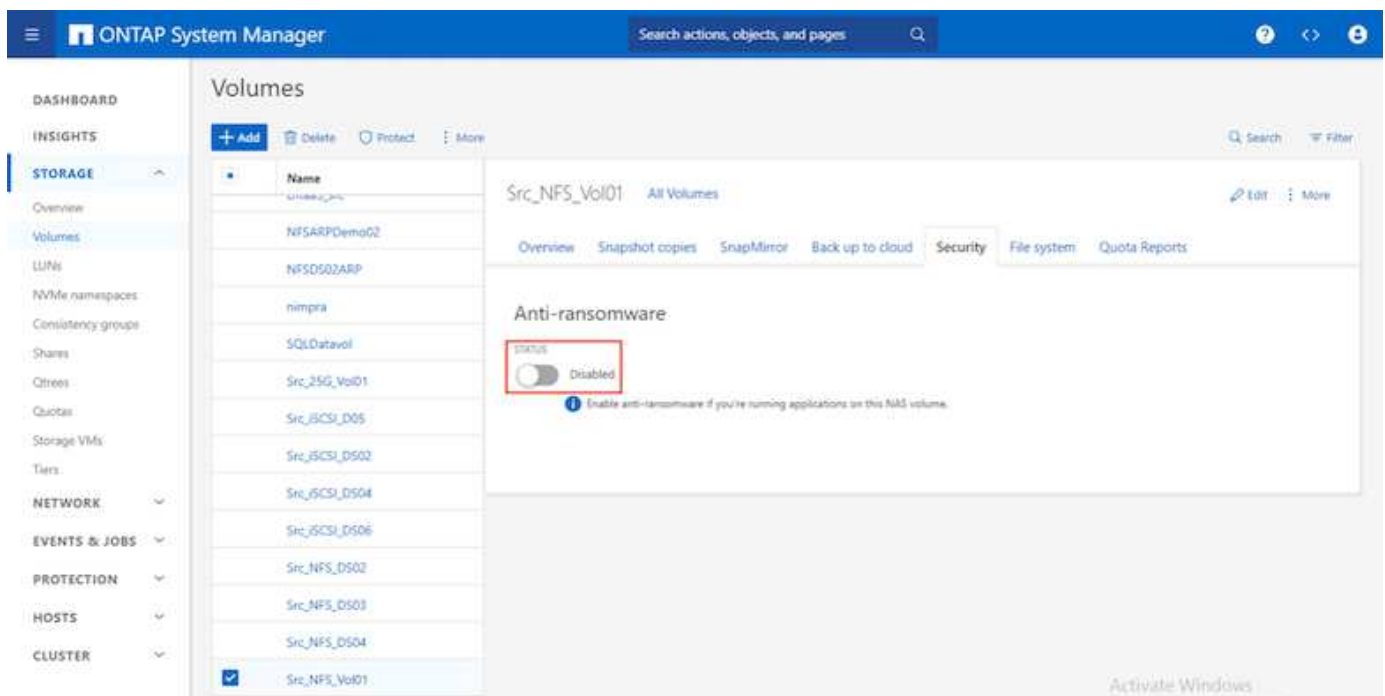 ONTAP System Manager
Search actions, objects, and pages
DASHBOARD
INSIGHTS
STORAGE
Overview
Volumes
LUNs
NVMe namespaces
Consistency groups
Shares
Qtrees
Quotas
Storage VMs
Tiers
NETWORK
EVENTS & JOBS
PROTECTION
HOSTS
CLUSTER
Volumes
Add
Delete
Protect
More
Search
Filter
Name
NFSARPDemo02
NFSDS02ARP
nimpra
SQLDatavol
Src_25G_Vol01
Src_iSCSI_D05
Src_iSCSI_DS02
Src_iSCSI_DS04
Src_iSCSI_DS06
Src_NFS_DS02
Src_NFS_DS03
Src_NFS_DS04
Src_NFS_Vol01
Src_NFS_Vol01 All Volumes
Edit
More
Overview Snapshot copies SnapMirror Back up to cloud Security File system Quota Reports
Anti-ransomware
STATUS
Disabled
Enable anti-ransomware if you're running applications on this NAS volume.
Activate Windows